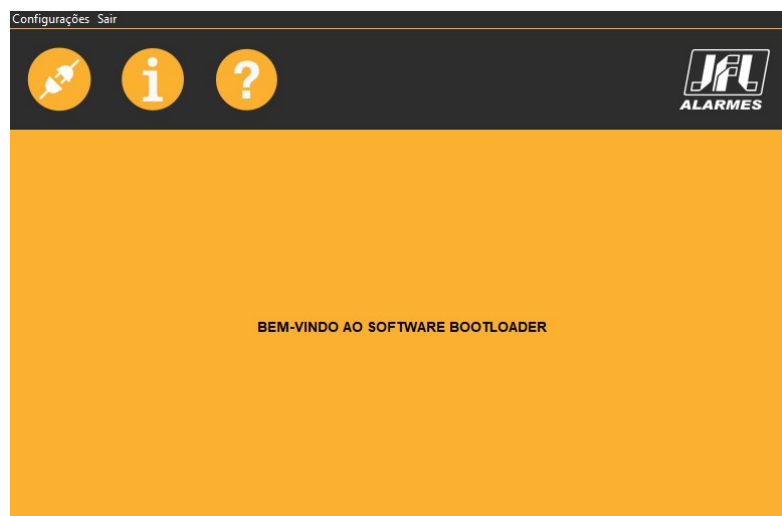 Configurações Sair
JFL
ALARMES
BEM-VINDO AO SOFTWARE BOOTLOADER